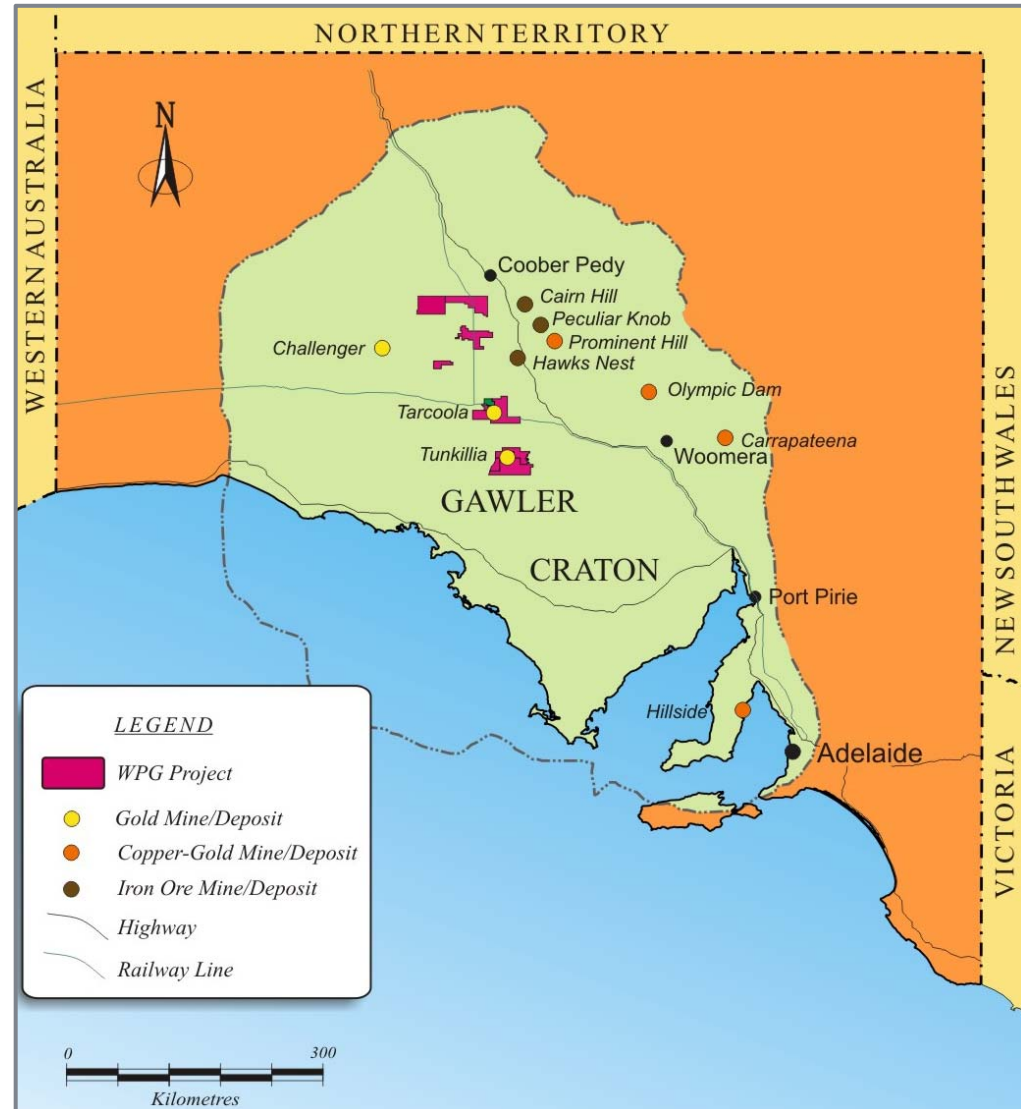 NORTHERN TERRITORY
WESTERN AUSTRALIA
N
Coober Pedy
Cairn Hill
Peculiar Knob
Prominent Hill
Challenger
Hawks Nest
Olympic Dam
Tarcoola
Carrapateena
Woomera
Tunkillia
GAWLER
CRATON
NEW SOUTH WALES
Port Pirie
Hillside
Adelaide
VICTORIA
LEGEND
WPG Project
Gold Mine/Deposit
Copper-Gold Mine/Deposit
Iron Ore Mine/Deposit
Highway
Railway Line
0 300
Kilometres